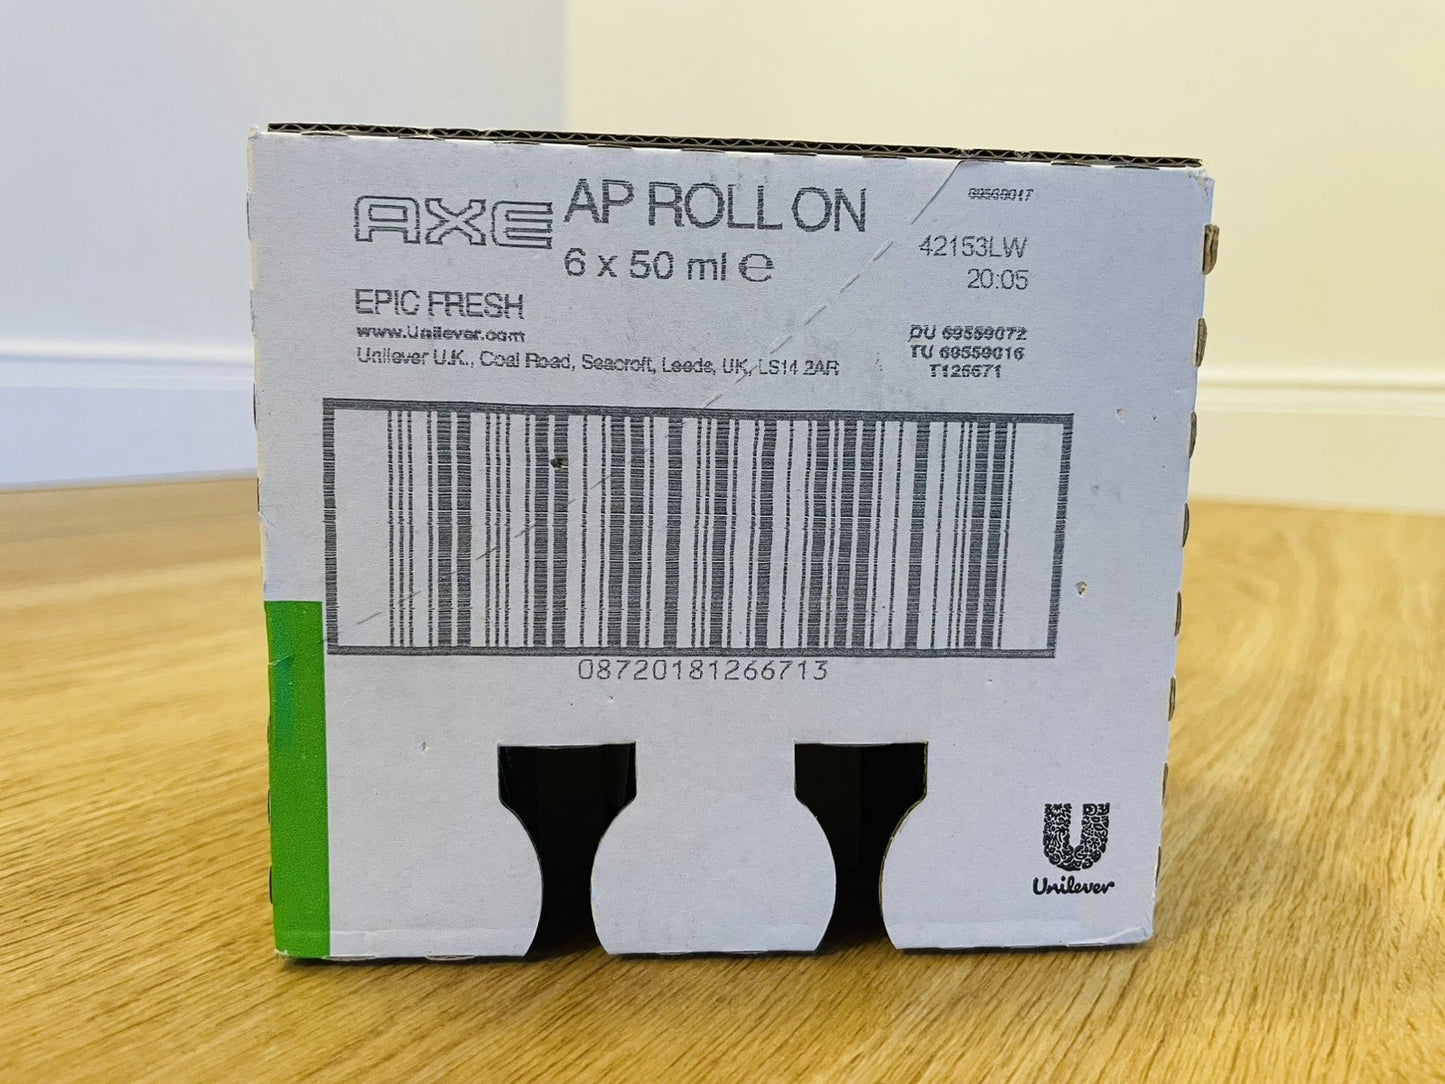 AXE AP ROLL ON
6 x 50 ml ℮
EPIC FRESH
www.Unilever.com
Unilever U.K., Coal Road, Seacroft, Leeds, UK, LS14 2AR
42153LW
20:05
DU 69559072
TU 69559016
T126671
08720181266713
Unilever